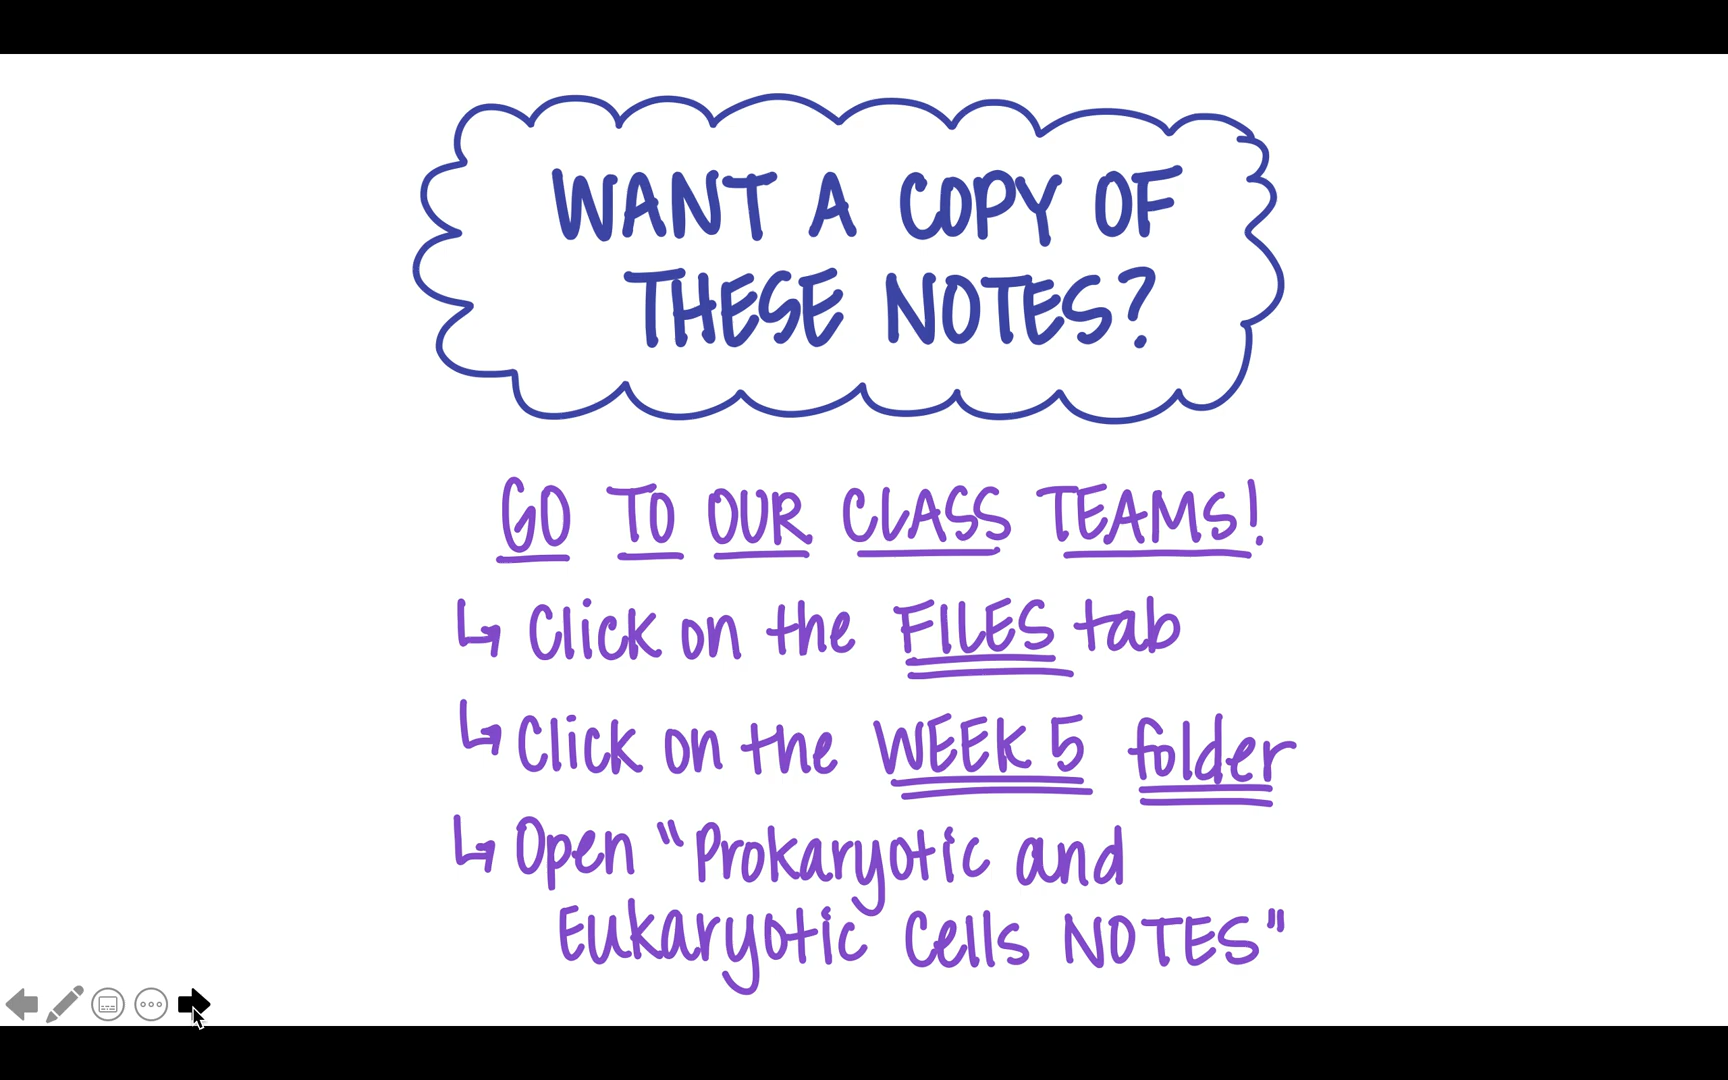 WANT A COPY OF
THESE NOTES?
GO TO OUR CLASS TEAMS!
↳ Click on the FILES tab
↳ Click on the WEEK 5 folder
↳ Open "Prokaryotic and
Eukaryotic Cells NOTES"